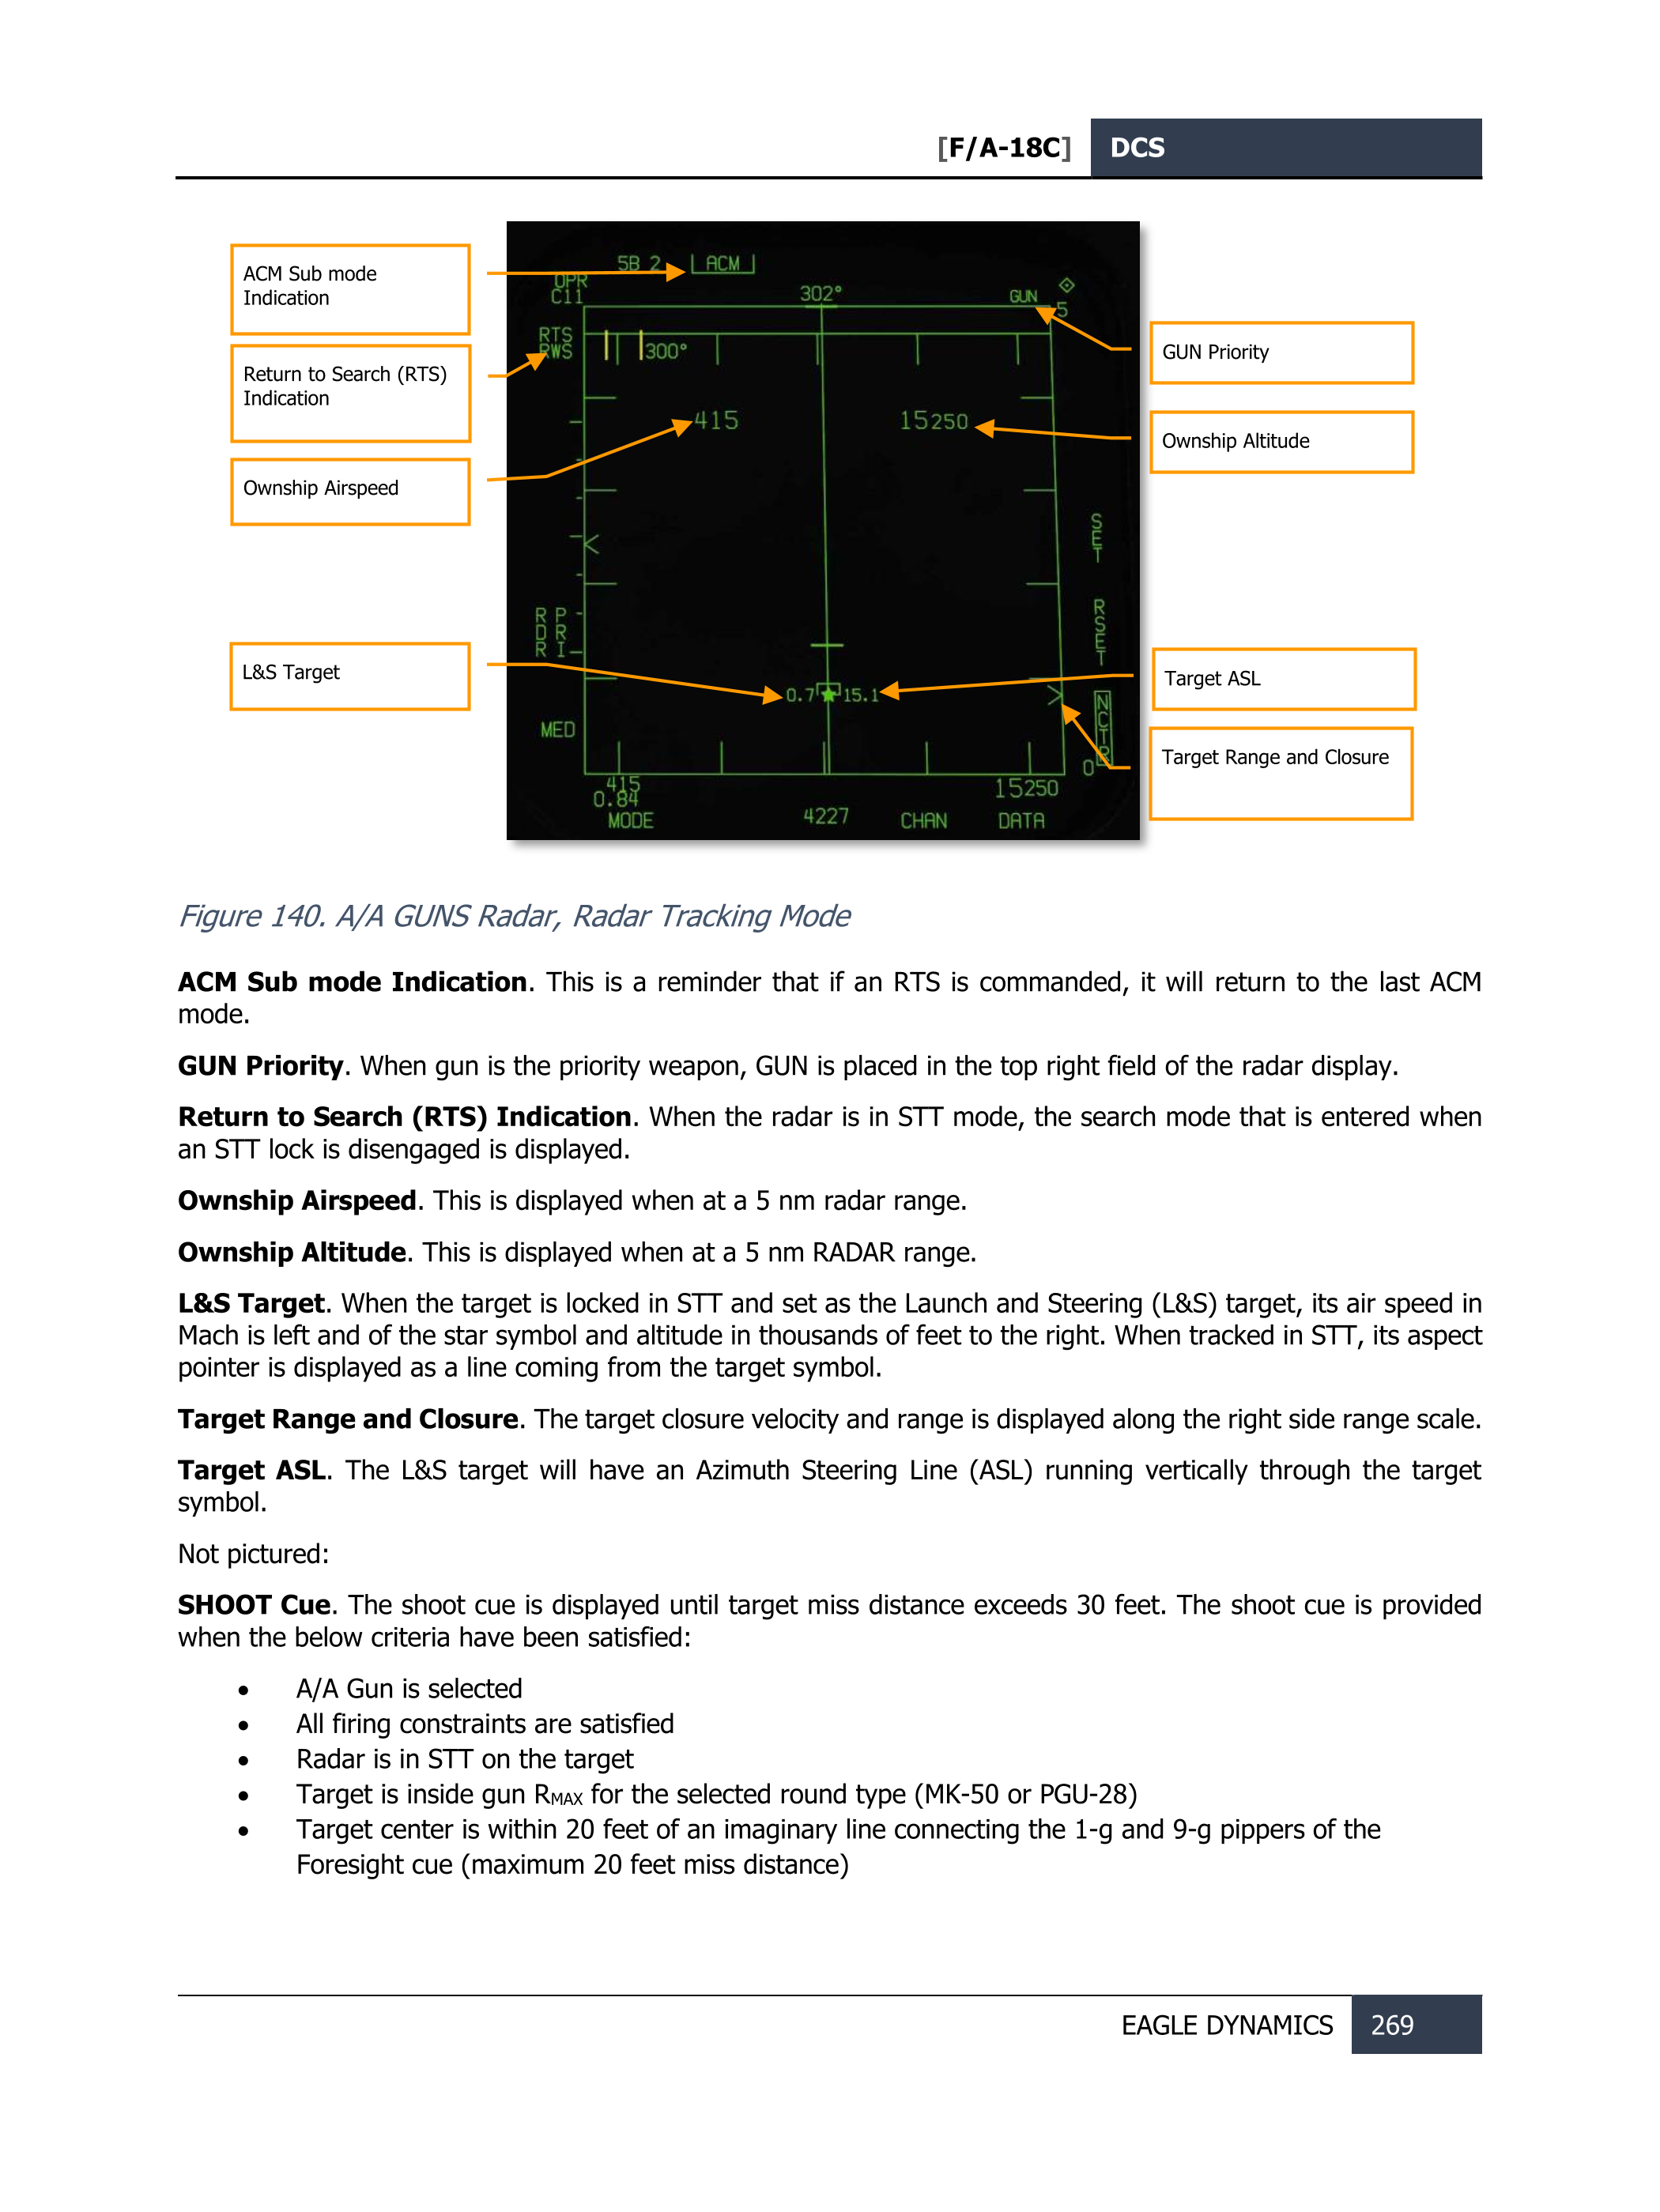 [F/A-18C] DCS
ACM Sub mode
Indication
Return to Search (RTS)
Indication
Ownship Airspeed
L&S Target
GUN Priority
Ownship Altitude
Target ASL
Target Range and Closure
5B 2 ACM
OPR
C11
302°
GUN
5
RTS
RWS
300°
415 15250
SET
RSET
RDR PRI
0.7 15.1
NCTR
MED
0
415
0.84
15250
MODE 4227 CHAN DATA
Figure 140. A/A GUNS Radar, Radar Tracking Mode
ACM Sub mode Indication. This is a reminder that if an RTS is commanded, it will return to the last ACM
mode.
GUN Priority. When gun is the priority weapon, GUN is placed in the top right field of the radar display.
Return to Search (RTS) Indication. When the radar is in STT mode, the search mode that is entered when
an STT lock is disengaged is displayed.
Ownship Airspeed. This is displayed when at a 5 nm radar range.
Ownship Altitude. This is displayed when at a 5 nm RADAR range.
L&S Target. When the target is locked in STT and set as the Launch and Steering (L&S) target, its air speed in
Mach is left and of the star symbol and altitude in thousands of feet to the right. When tracked in STT, its aspect
pointer is displayed as a line coming from the target symbol.
Target Range and Closure. The target closure velocity and range is displayed along the right side range scale.
Target ASL. The L&S target will have an Azimuth Steering Line (ASL) running vertically through the target
symbol.
Not pictured:
SHOOT Cue. The shoot cue is displayed until target miss distance exceeds 30 feet. The shoot cue is provided
when the below criteria have been satisfied:
• A/A Gun is selected
• All firing constraints are satisfied
• Radar is in STT on the target
• Target is inside gun RMAX for the selected round type (MK-50 or PGU-28)
• Target center is within 20 feet of an imaginary line connecting the 1-g and 9-g pippers of the
Foresight cue (maximum 20 feet miss distance)
EAGLE DYNAMICS 269